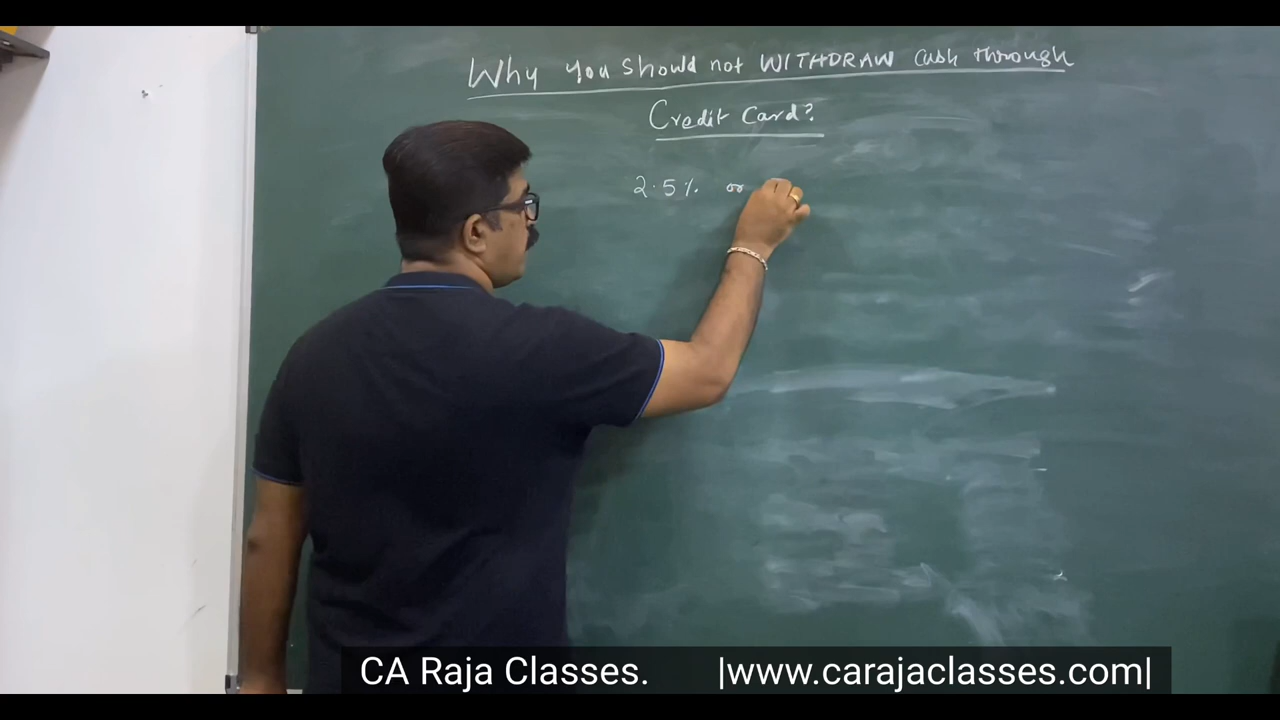 Why you should not WITHDRAW cash through
Credit Card?
2.5% or
CA Raja Classes. |www.carajaclasses.com|